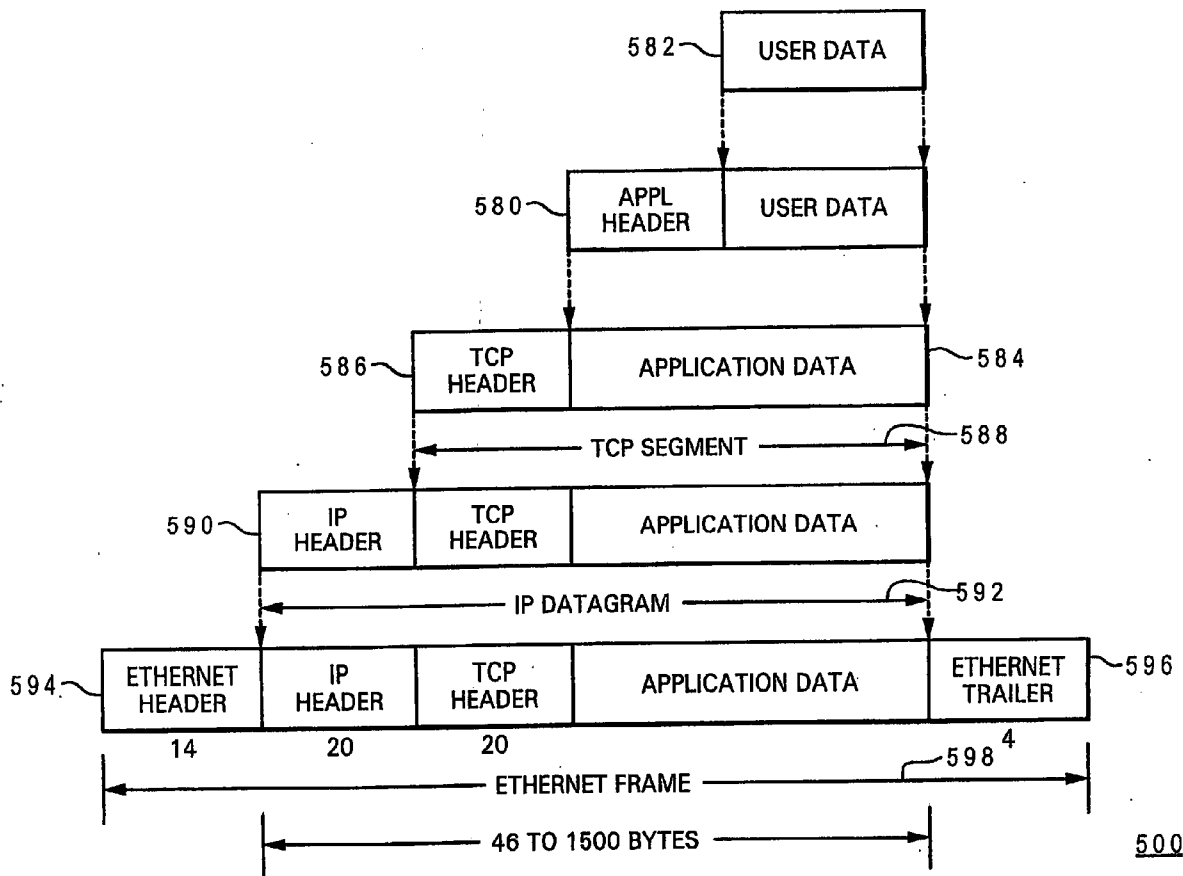 582
USER DATA
580
APPL
HEADER
USER DATA
586
TCP
HEADER
APPLICATION DATA
584
TCP SEGMENT
588
590
IP
HEADER
TCP
HEADER
APPLICATION DATA
IP DATAGRAM
592
594
ETHERNET
HEADER
IP
HEADER
TCP
HEADER
APPLICATION DATA
ETHERNET
TRAILER
596
14
20
20
4
ETHERNET FRAME
598
46 TO 1500 BYTES
500